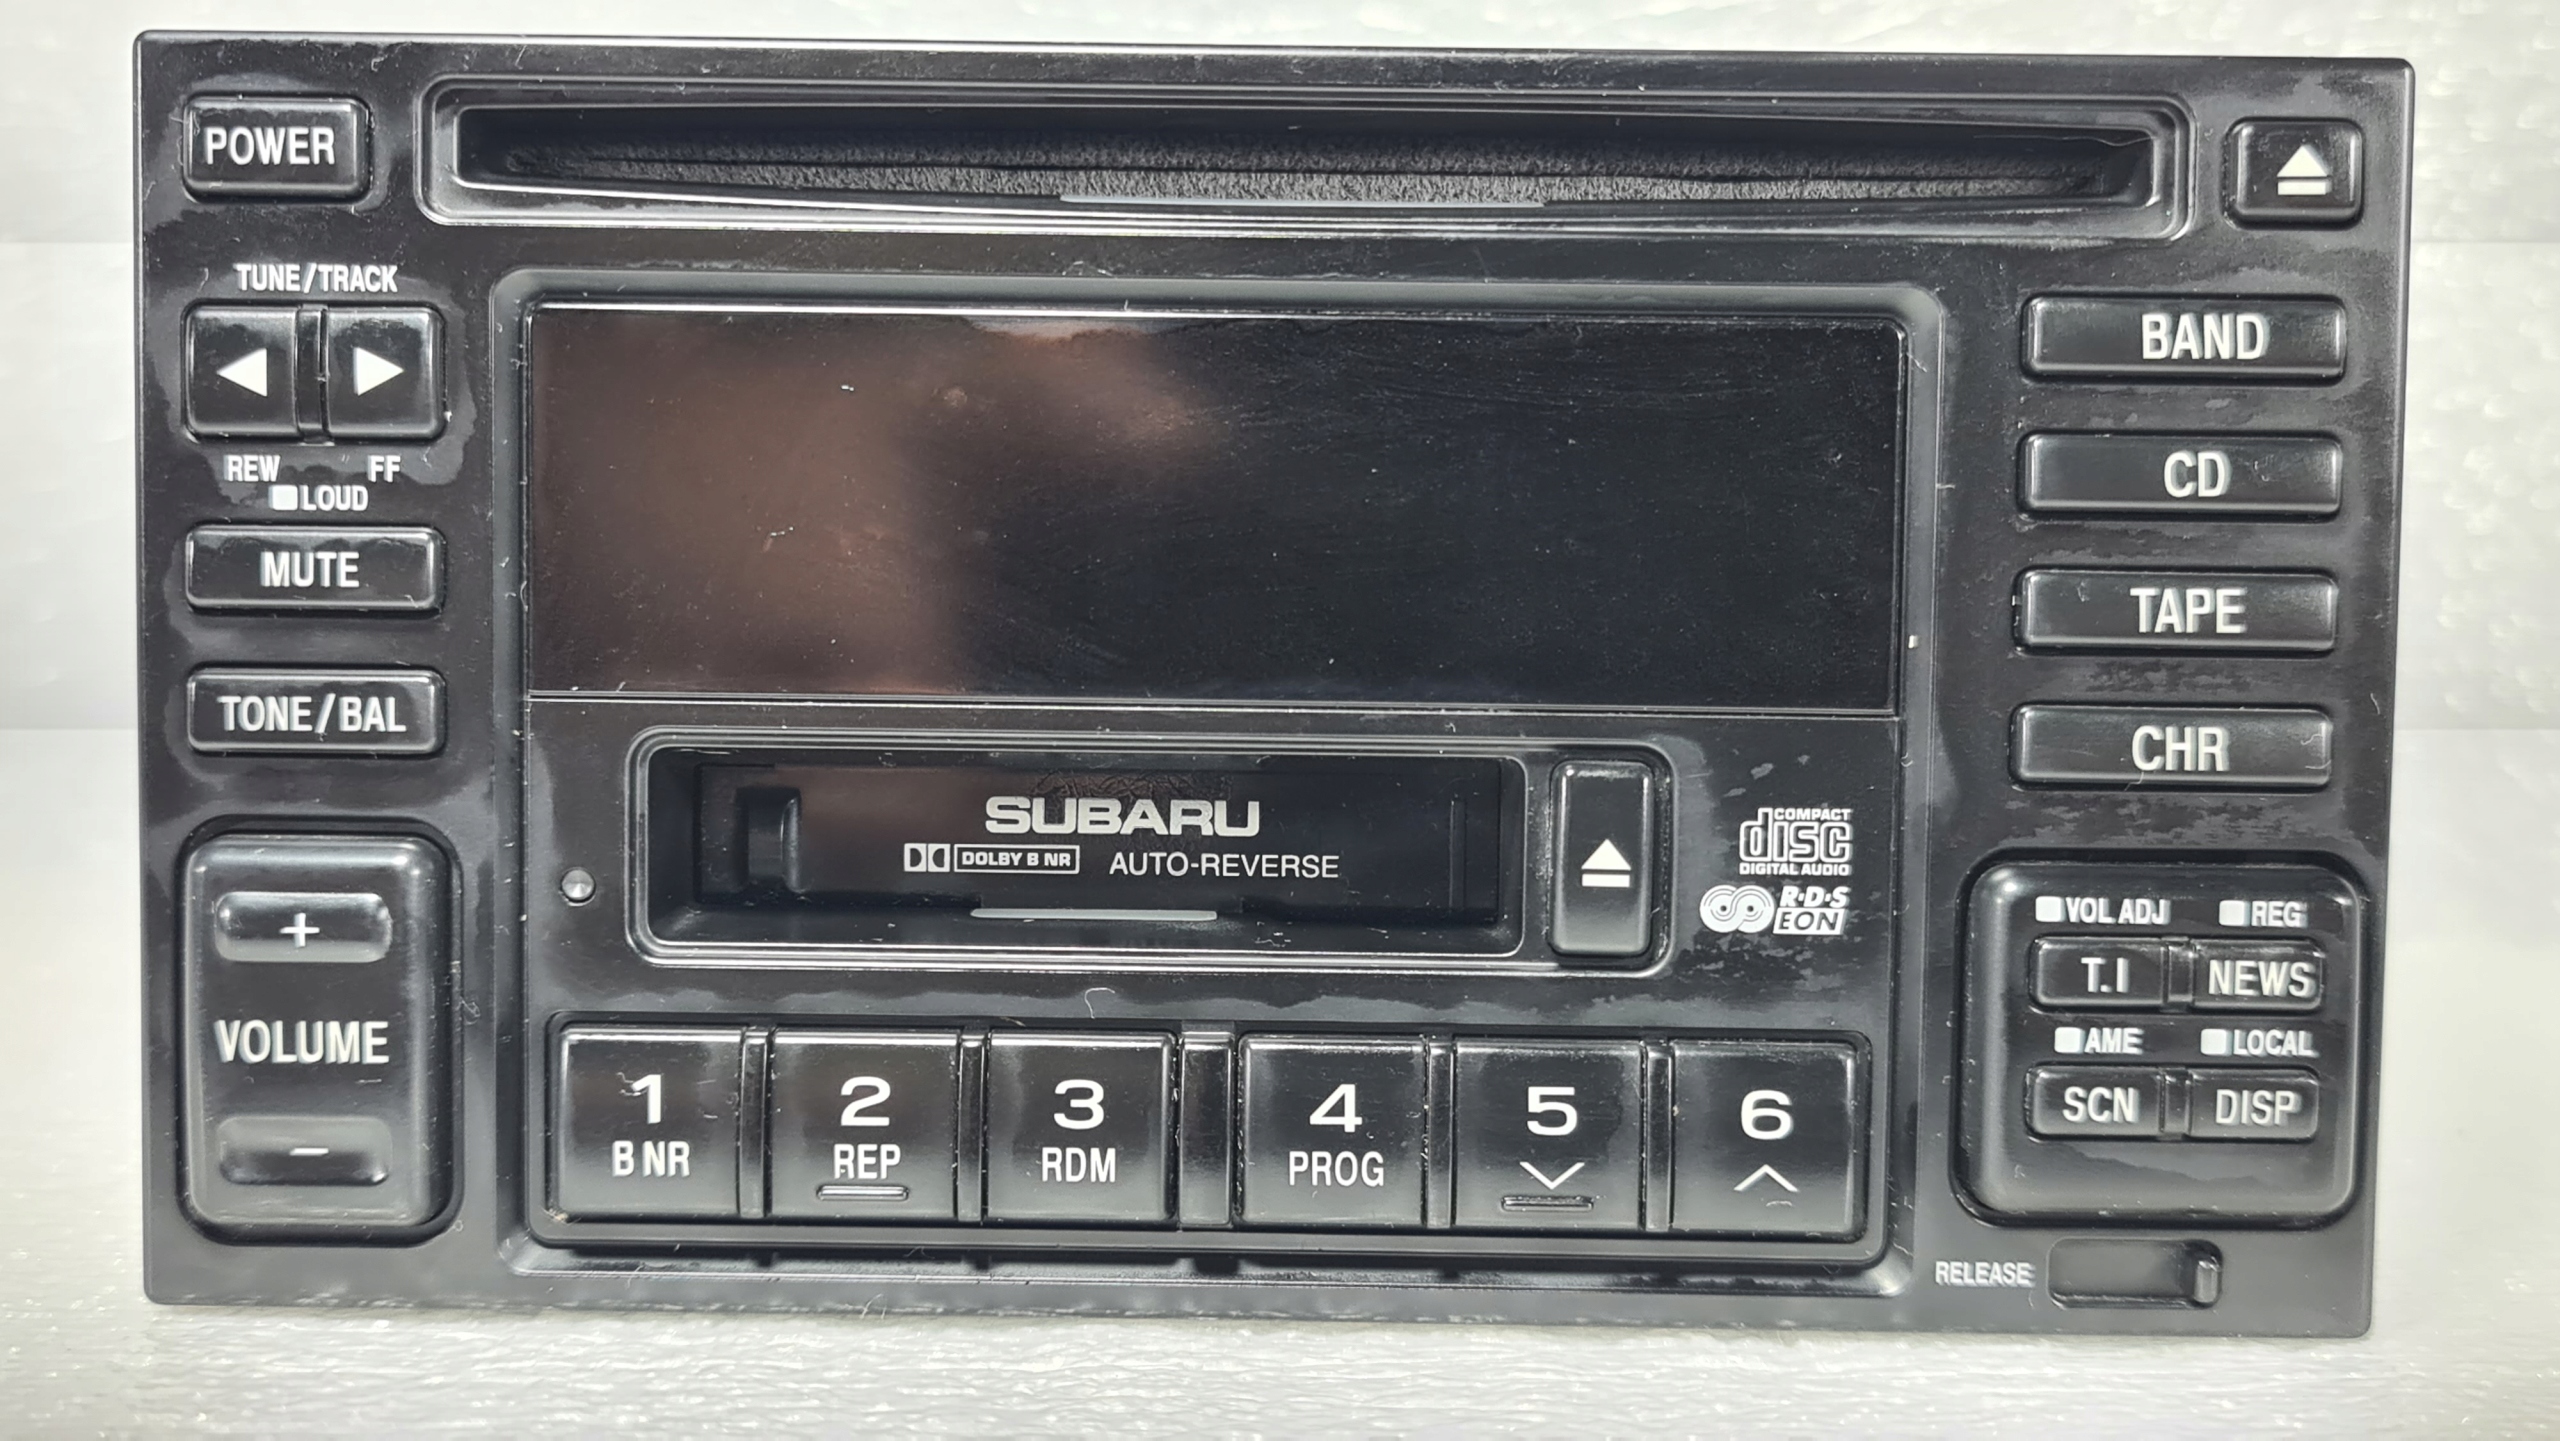 POWER
TUNE/TRACK
REW FF
LOUD
MUTE
TONE/BAL
+
VOLUME
-
SUBARU
DOLBY B NR AUTO-REVERSE
COMPACT
disc
DIGITAL AUDIO
R·D·S
EON
1
B NR
2
REP
3
RDM
4
PROG
5
6
BAND
CD
TAPE
CHR
VOL ADJ REG
T.I NEWS
AME LOCAL
SCN DISP
RELEASE